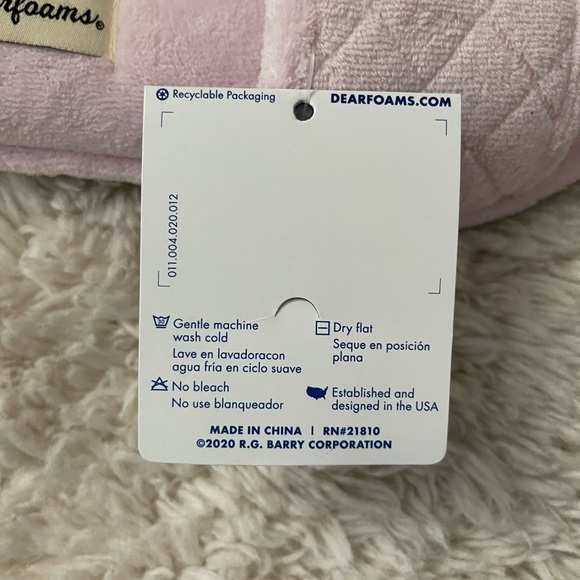 rfoams®
Recyclable Packaging
DEARFOAMS.COM
011.004.020.012
Gentle machine
wash cold
Lave en lavadoracon
agua fría en ciclo suave
No bleach
No use blanqueador
Dry flat
Seque en posición
plana
Established and
designed in the USA
MADE IN CHINA | RN#21810
©2020 R.G. BARRY CORPORATION